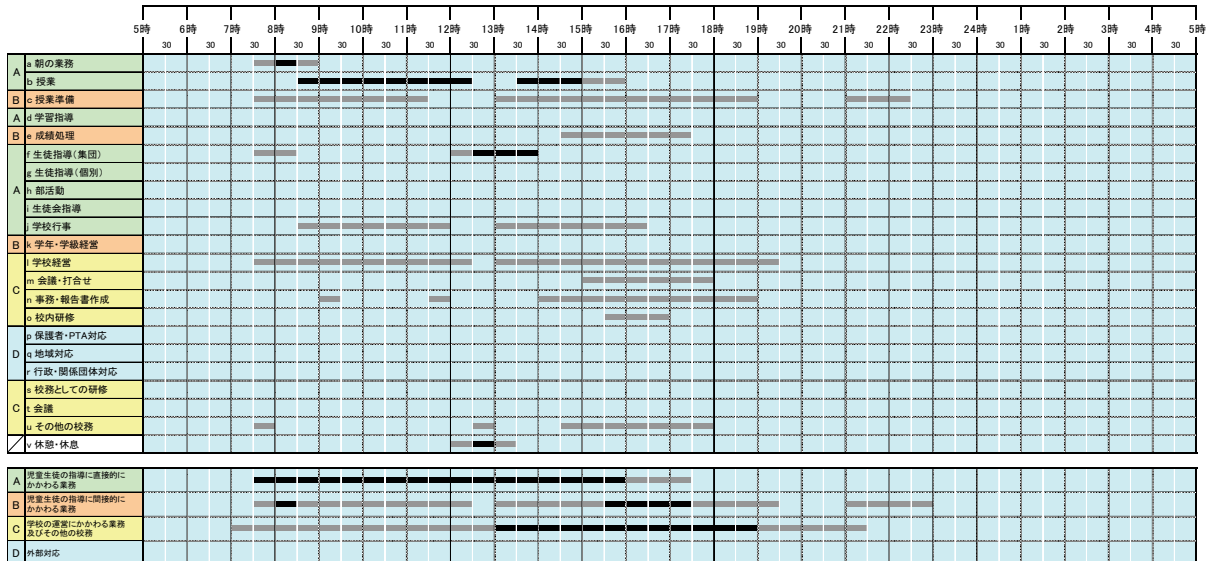 5時 6時 7時 8時 9時 10時 11時 12時 13時 14時 15時 16時 17時 18時 19時 20時 21時 22時 23時 24時 1時 2時 3時 4時 5時
30 30 30 30 30 30 30 30 30 30 30 30 30 30 30 30 30 30 30 30 30 30 30 30
A
a 朝の業務
b 授業
B c 授業準備
A d 学習指導
B e 成績処理
A
f 生徒指導(集団)
g 生徒指導(個別)
h 部活動
i 生徒会指導
j 学校行事
B k 学年・学級経営
C
l 学校経営
m 会議・打合せ
n 事務・報告書作成
o 校内研修
D
p 保護者・PTA対応
q 地域対応
r 行政・関係団体対応
C
s 校務としての研修
t 会議
u その他の校務
v 休憩・休息
A 児童生徒の指導に直接的に
かかわる業務
B 児童生徒の指導に間接的に
かかわる業務
C 学校の運営にかかわる業務
及びその他の校務
D 外部対応